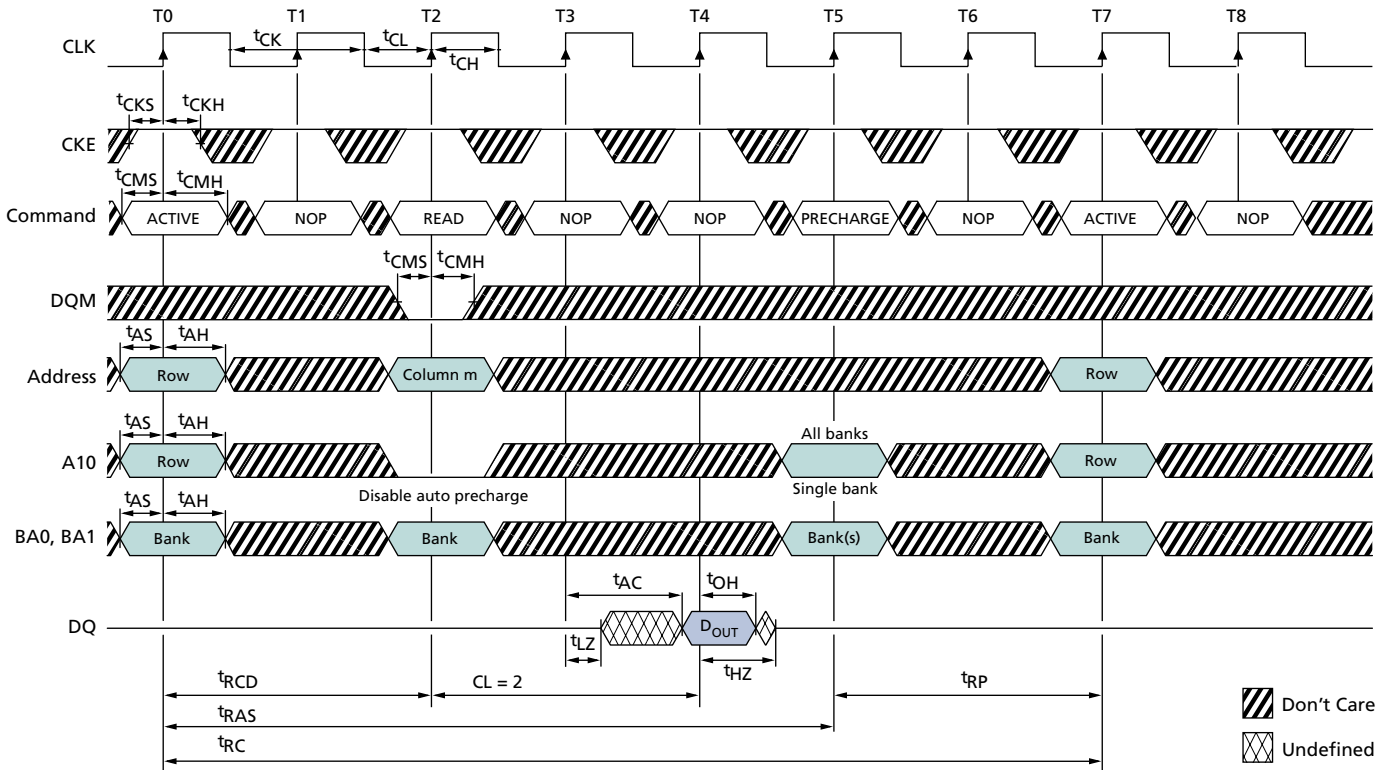 T0 T1 T2 T3 T4 T5 T6 T7 T8
CLK tCK tCL tCH
tCKS tCKH
CKE
tCMS tCMH
Command ACTIVE NOP READ NOP NOP PRECHARGE NOP ACTIVE NOP
tCMS tCMH
DQM
tAS tAH
Address Row Column m Row
tAS tAH All banks
A10 Row Row
Disable auto precharge Single bank
tAS tAH
BA0, BA1 Bank Bank Bank(s) Bank
tAC tOH
DQ DOUT
tLZ tHZ
tRCD CL = 2 tRP
tRAS
tRC
Don't Care
Undefined